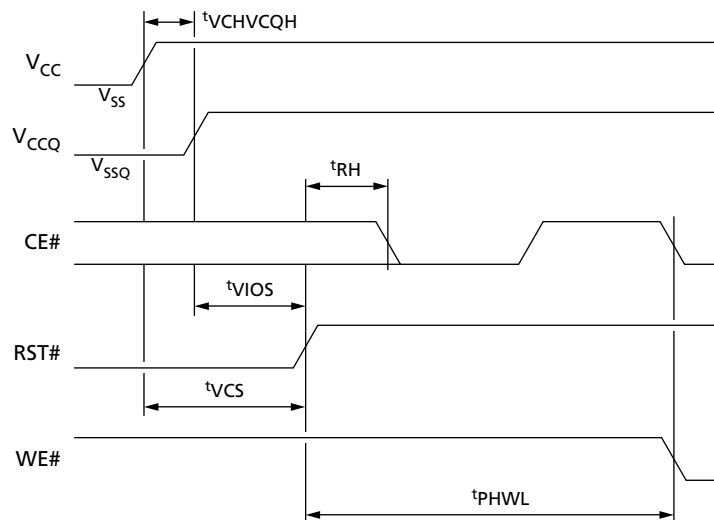 tVCHVCQH
VCC
VSS
VCCQ
VSSQ
tRH
CE#
tVIOS
RST#
tVCS
WE#
tPHWL